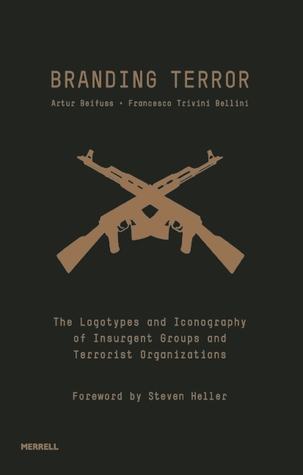 BRANDING TERROR
Artur Beifuss • Francesco Trivini Bellini
The Logotypes and Iconography
of Insurgent Groups and
Terrorist Organizations
Foreword by Steven Heller
MERRELL